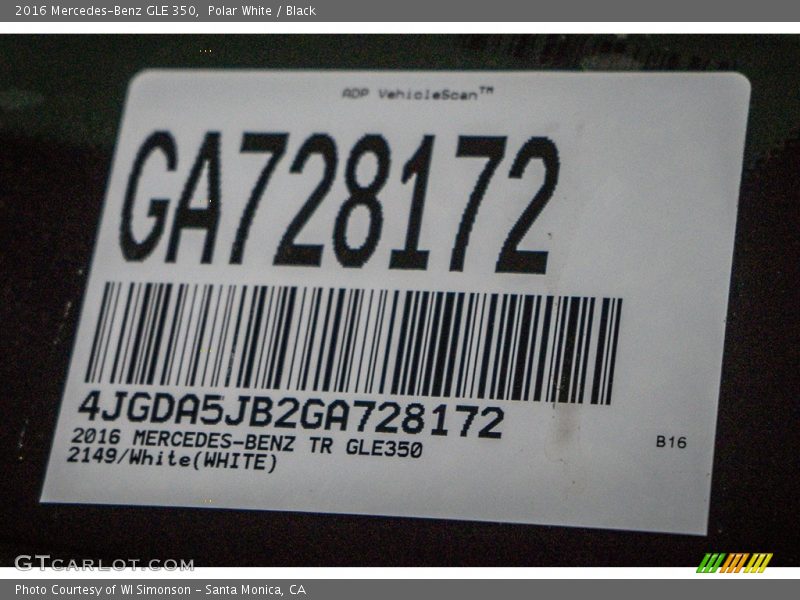 2016 Mercedes-Benz GLE 350, Polar White / Black
ADP VehicleScan™
GA728172
4JGDA5JB2GA728172
2016 MERCEDES-BENZ TR GLE350
2149/White(WHITE)
B16
GTCARLOT.COM
Photo Courtesy of WI Simonson - Santa Monica, CA